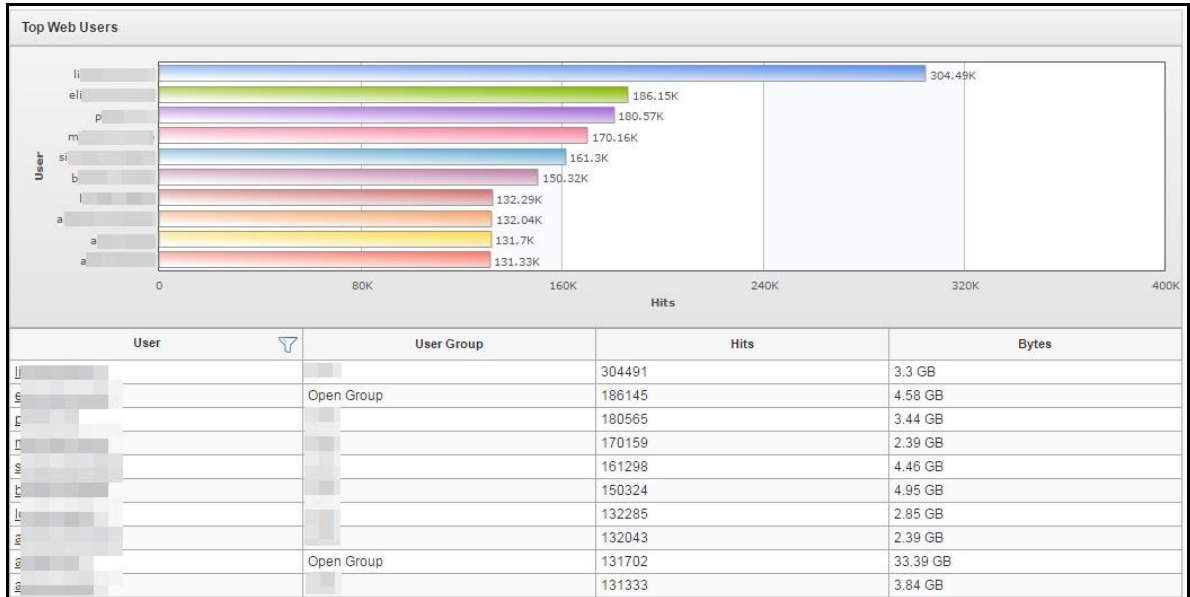 Top Web Users
li
304.49K
eli
186.15K
p
180.57K
m
170.16K
si
161.3K
b
150.32K
l
132.29K
a
132.04K
a
131.7K
a
131.33K
User
0 80K 160K 240K 320K 400K
Hits
User User Group Hits Bytes
li 304491 3.3 GB
e Open Group 186145 4.58 GB
p 180565 3.44 GB
m 170159 2.39 GB
s 161298 4.46 GB
b 150324 4.95 GB
lo 132285 2.85 GB
a 132043 2.39 GB
a Open Group 131702 33.39 GB
a 131333 3.84 GB